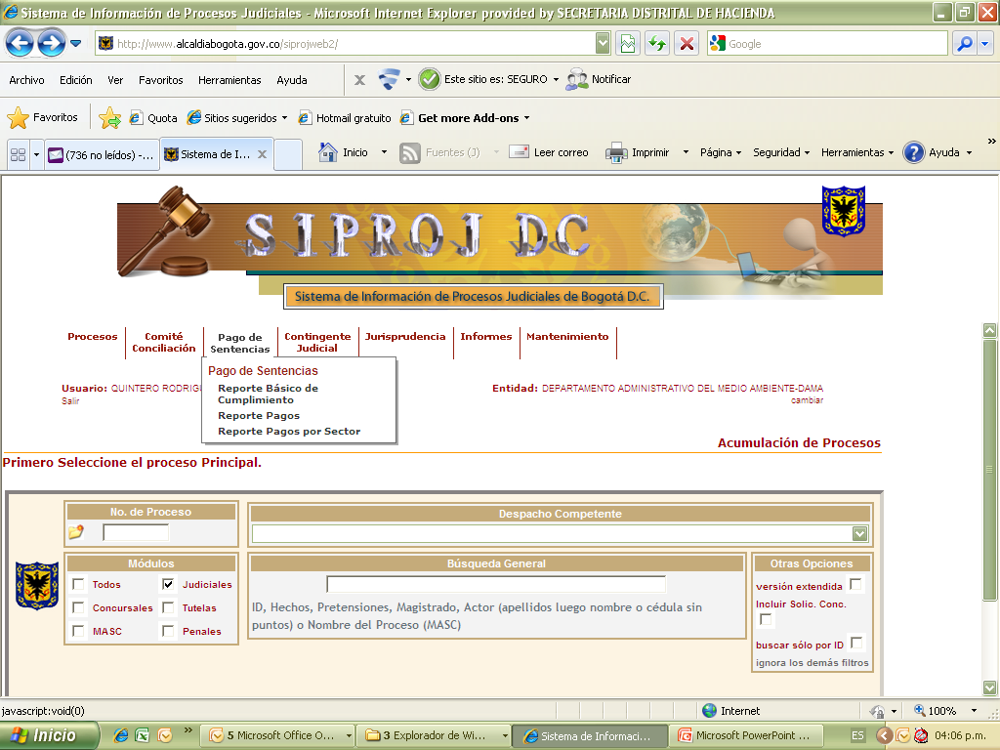 Sistema de Información de Procesos Judiciales - Microsoft Internet Explorer provided by SECRETARIA DISTRITAL DE HACIENDA
http://www.alcaldiabogota.gov.co/siprojweb2/
Google
Archivo Edición Ver Favoritos Herramientas Ayuda
Este sitio es: SEGURO
Notificar
Favoritos Quota Sitios sugeridos Hotmail gratuito Get more Add-ons
(736 no leídos) -... Sistema de I... Inicio Fuentes (J) Leer correo Imprimir Página Seguridad Herramientas Ayuda
SIPROJ DC
Sistema de Información de Procesos Judiciales de Bogotá D.C.
Procesos
Comité
Conciliación
Pago de
Sentencias
Contingente
Judicial
Jurisprudencia
Informes
Mantenimiento
Pago de Sentencias
Reporte Básico de
Cumplimiento
Reporte Pagos
Reporte Pagos por Sector
Usuario: QUINTERO RODRIG
Salir
Entidad: DEPARTAMENTO ADMINISTRATIVO DEL MEDIO AMBIENTE-DAMA
cambiar
Acumulación de Procesos
Primero Seleccione el proceso Principal.
No. de Proceso
Despacho Competente
Módulos
Todos Judiciales
Concursales Tutelas
MASC Penales
Búsqueda General
ID, Hechos, Pretensiones, Magistrado, Actor (apellidos luego nombre o cédula sin
puntos) o Nombre del Proceso (MASC)
Otras Opciones
versión extendida
Incluir Solic. Conc.
buscar sólo por ID
ignora los demás filtros
javascript:void(0)
Internet
100%
Inicio
5 Microsoft Office O...
3 Explorador de Wi...
Sistema de Informaci...
Microsoft PowerPoint ...
ES
04:06 p.m.